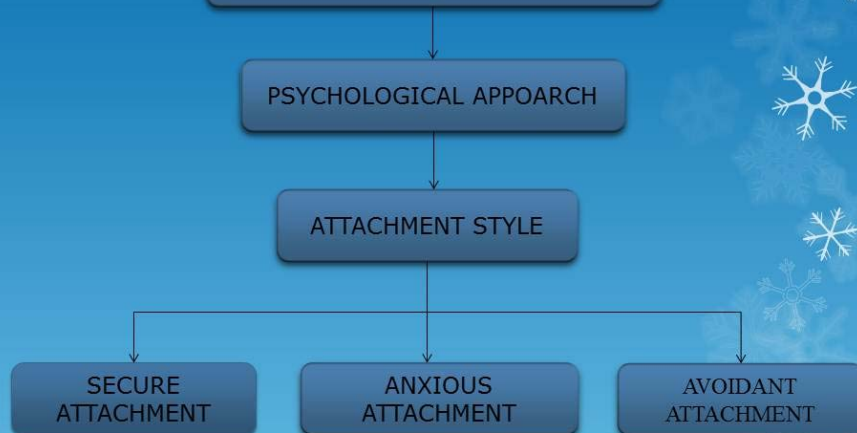 PSYCHOLOGICAL APPOARCH
ATTACHMENT STYLE
SECURE
ATTACHMENT
ANXIOUS
ATTACHMENT
AVOIDANT
ATTACHMENT